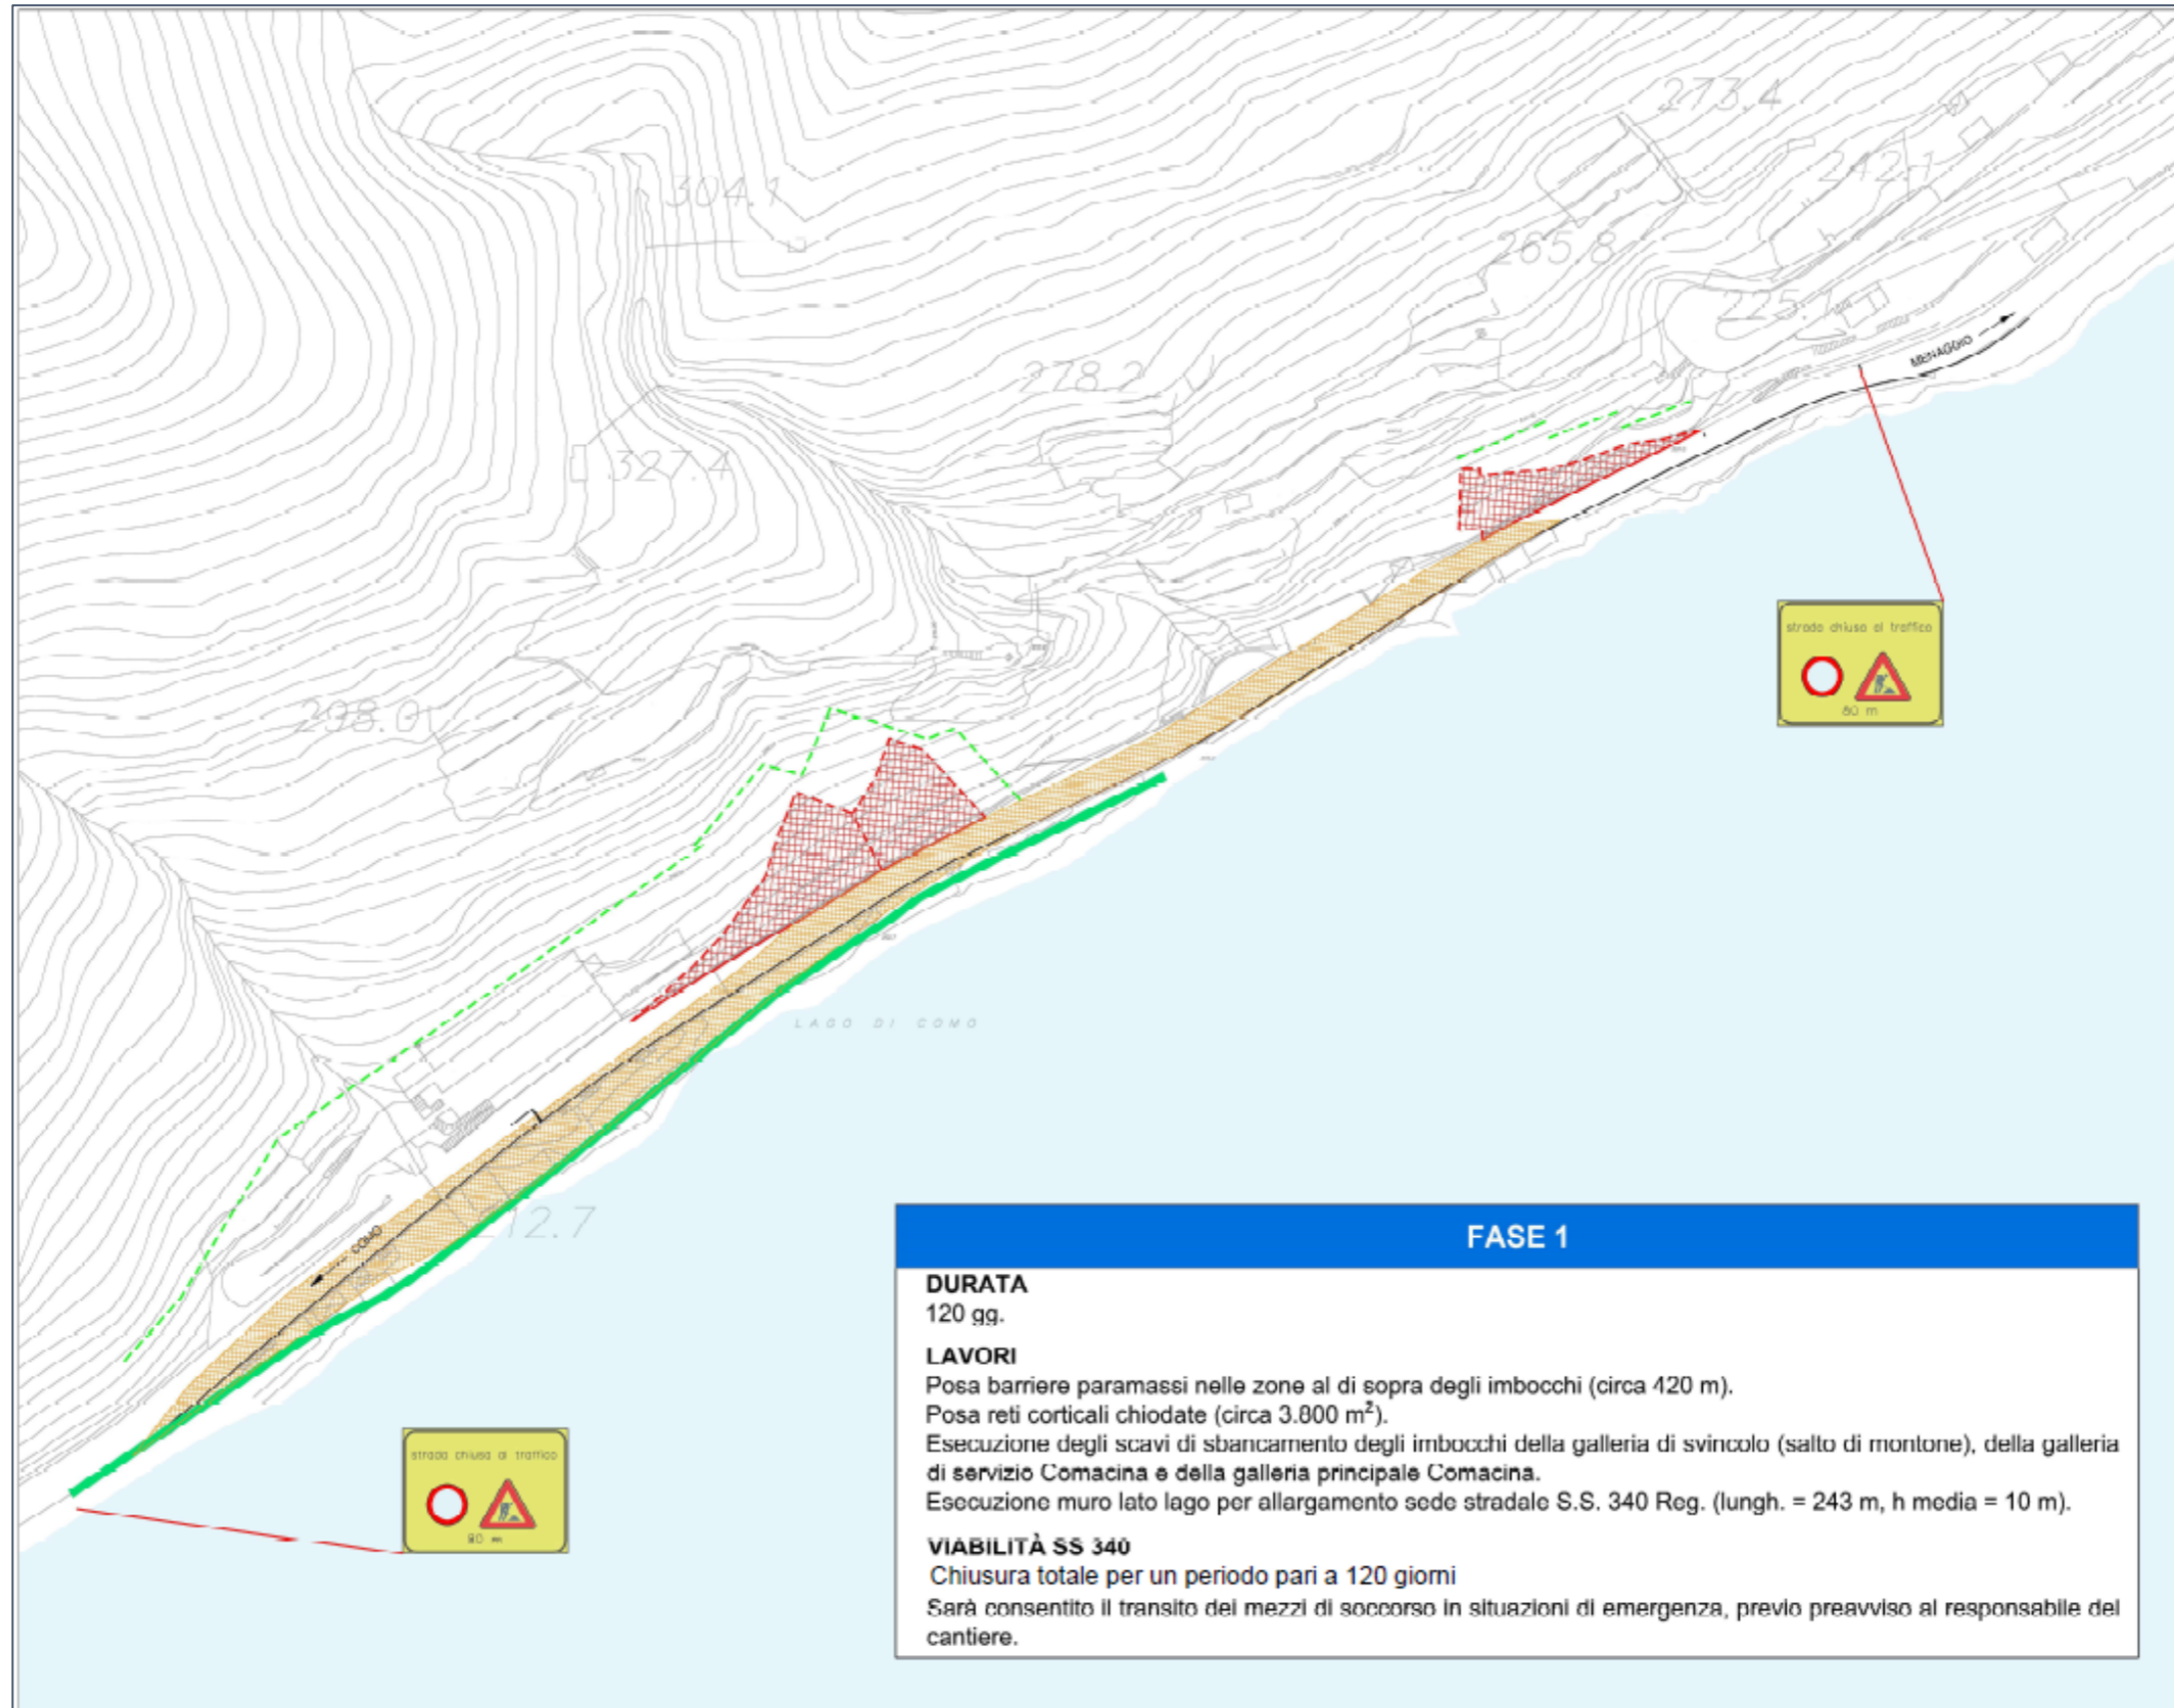 273.4
242.1
304.1
265.8
225.1
MENAGGIO
278.2
327.4
strada chiusa al traffico
80 m
298.0
LAGO DI COMO
212.7
COMO
FASE 1
DURATA
120 gg.
LAVORI
Posa barriere paramassi nelle zone al di sopra degli imbocchi (circa 420 m).
Posa reti corticali chiodate (circa 3.800 m²).
Esecuzione degli scavi di sbancamento degli imbocchi della galleria di svincolo (salto di montone), della galleria
di servizio Comacina e della galleria principale Comacina.
Esecuzione muro lato lago per allargamento sede stradale S.S. 340 Reg. (lungh. = 243 m, h media = 10 m).
VIABILITÀ SS 340
Chiusura totale per un periodo pari a 120 giorni
Sarà consentito il transito dei mezzi di soccorso in situazioni di emergenza, previo preavviso al responsabile del
cantiere.
strada chiusa al traffico
80 m